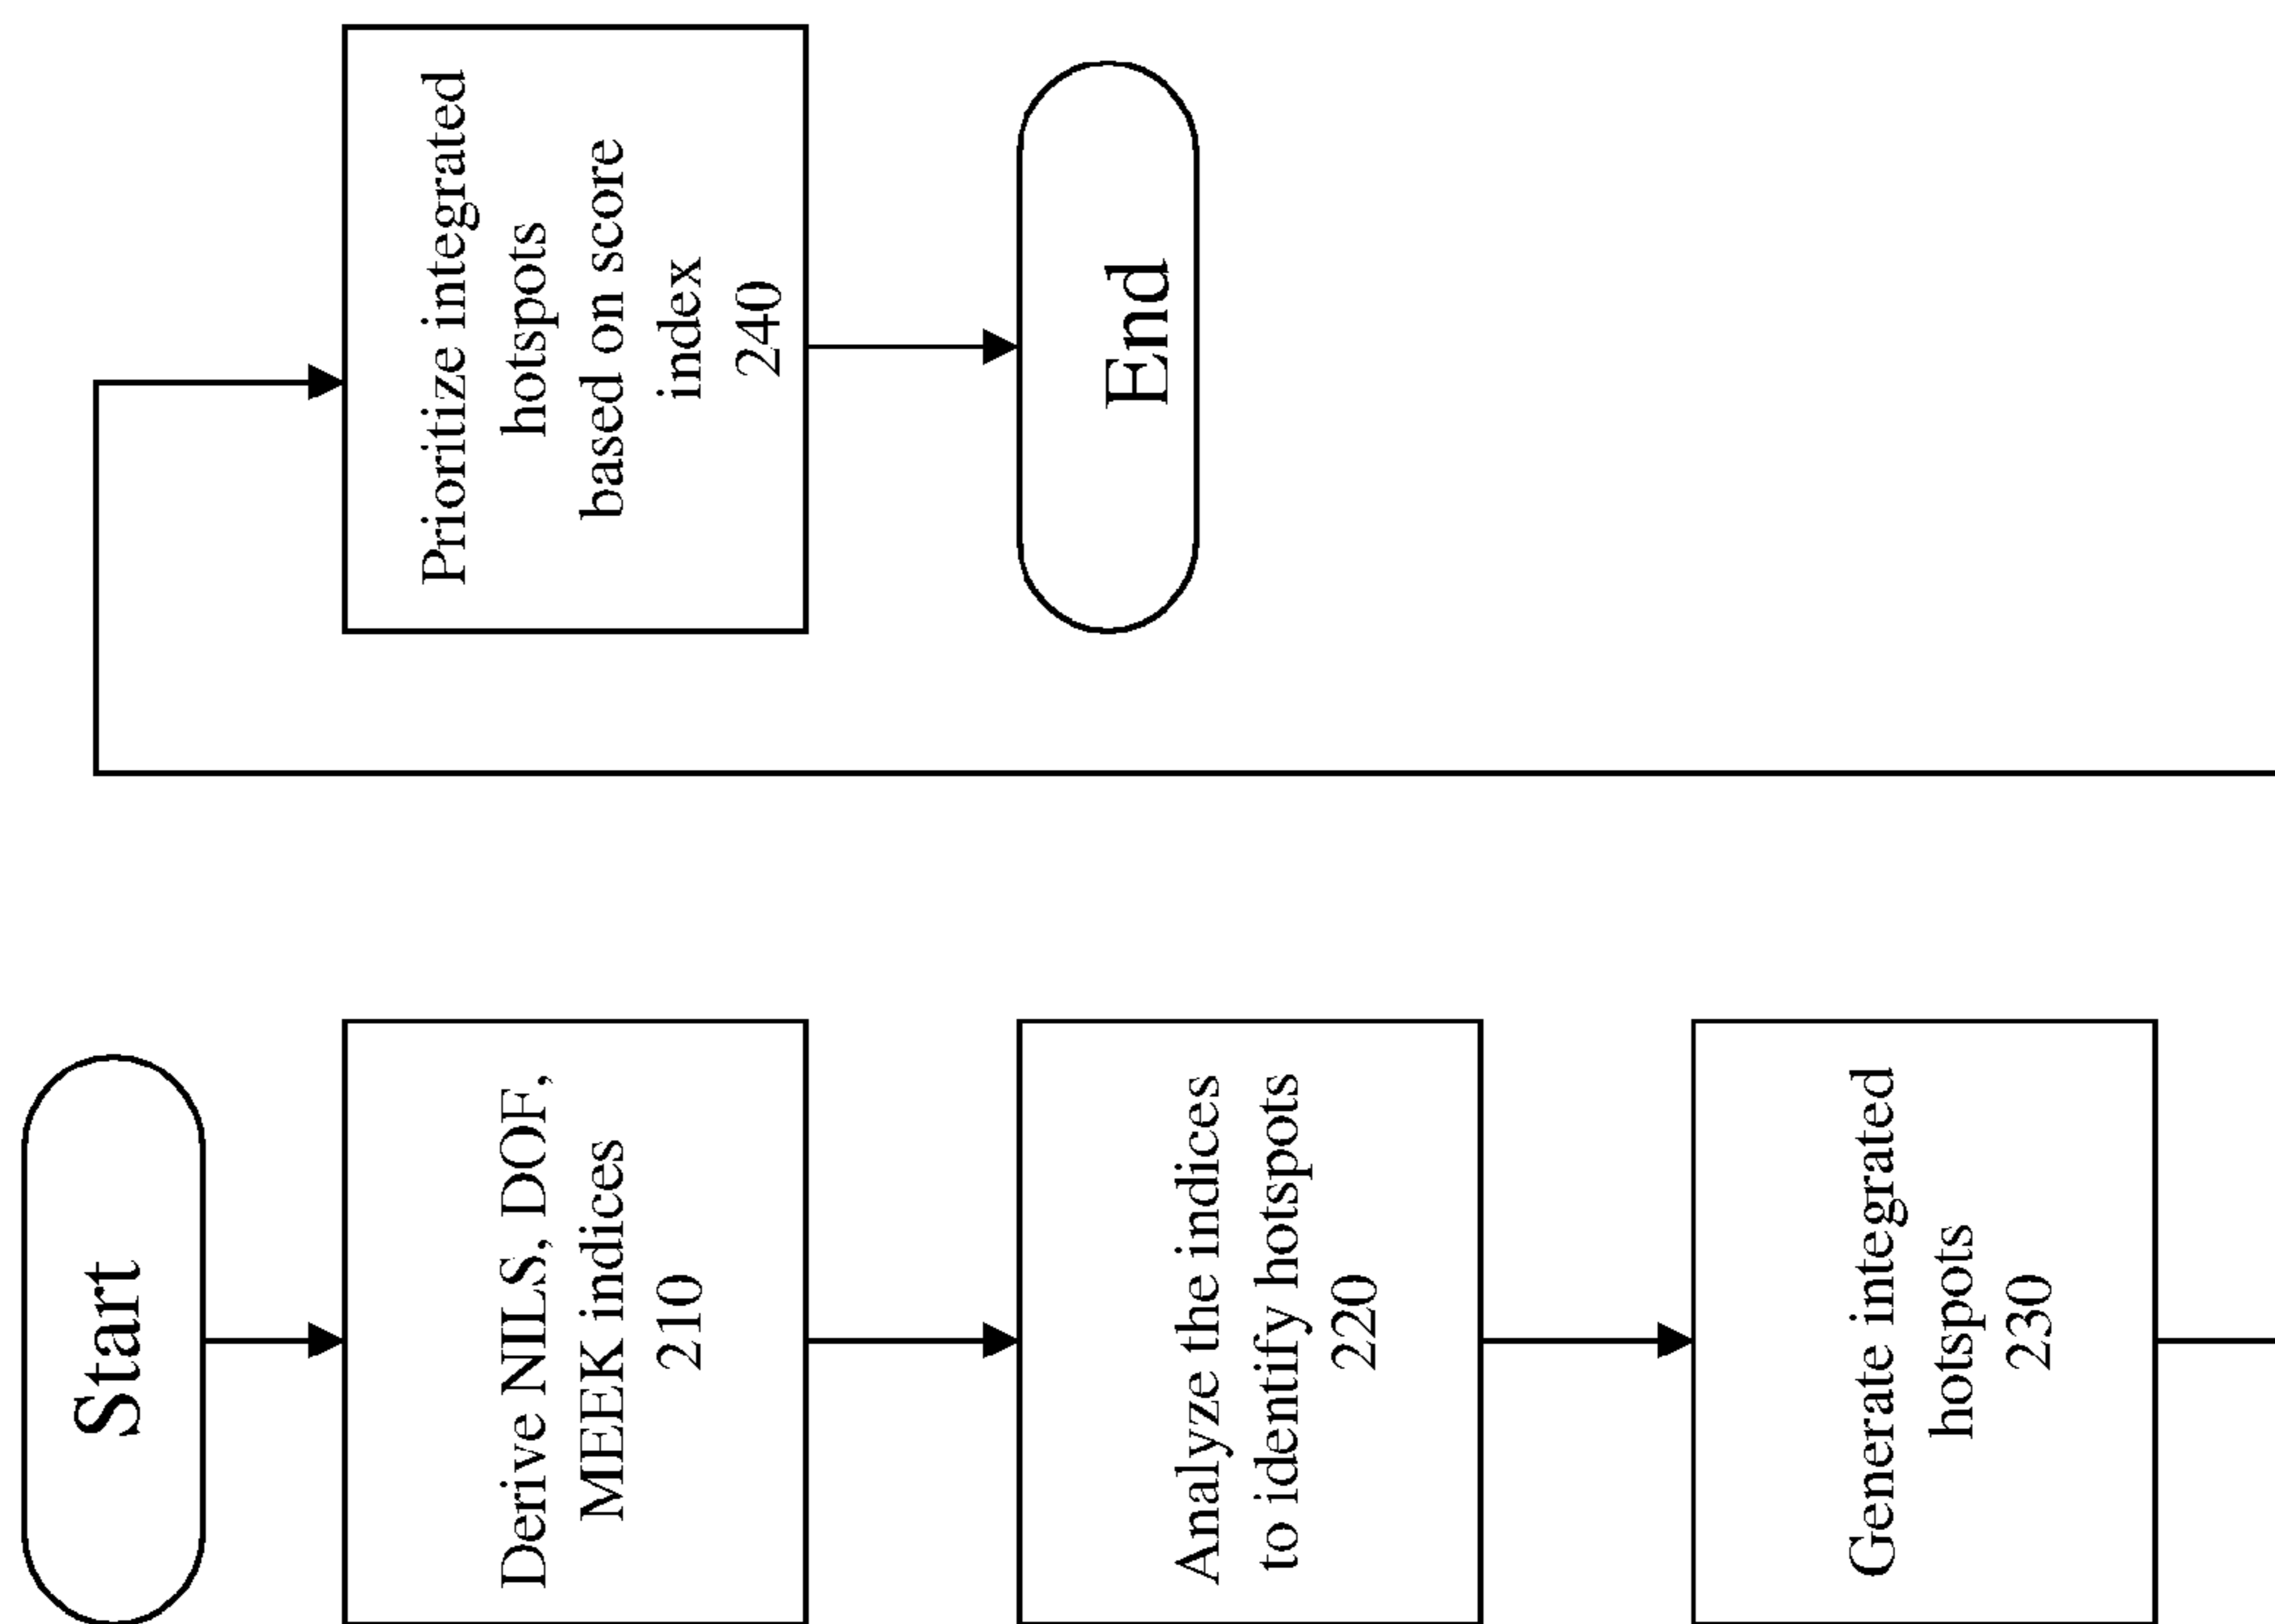 Start
Derive NILS, DOF,
MEEK indices
210
Analyze the indices
to identify hotspots
220
Generate integrated
hotspots
230
Prioritize integrated
hotspots
based on score
index
240
End